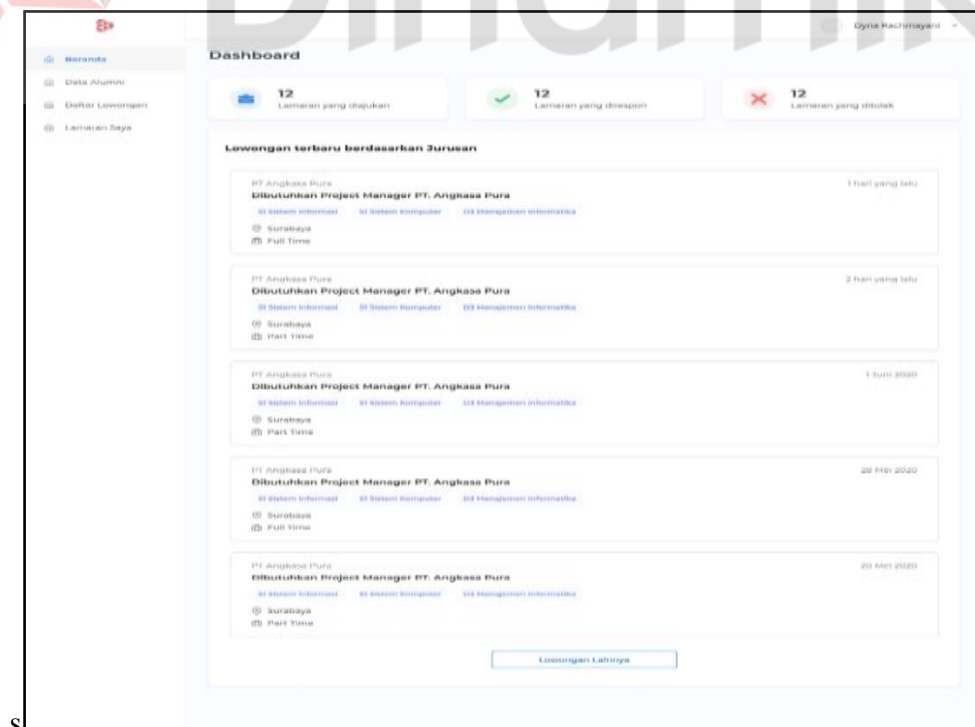 Dyna Rachmayani
Beranda
Data Alumni
Daftar Lowongan
Lamaran Saya
Dashboard
12
Lamaran yang diajukan
12
Lamaran yang direspon
12
Lamaran yang ditolak
Lowongan terbaru berdasarkan Jurusan
PT Angkasa Pura
1 hari yang lalu
Dibutuhkan Project Manager PT. Angkasa Pura
S1 Sistem Informasi S1 Sistem Komputer D3 Manajemen Informatika
Surabaya
Full Time
PT Angkasa Pura
2 hari yang lalu
Dibutuhkan Project Manager PT. Angkasa Pura
S1 Sistem Informasi S1 Sistem Komputer D3 Manajemen Informatika
Surabaya
Part Time
PT Angkasa Pura
1 Juni 2020
Dibutuhkan Project Manager PT. Angkasa Pura
S1 Sistem Informasi S1 Sistem Komputer D3 Manajemen Informatika
Surabaya
Part Time
PT Angkasa Pura
28 Mei 2020
Dibutuhkan Project Manager PT. Angkasa Pura
S1 Sistem Informasi S1 Sistem Komputer D3 Manajemen Informatika
Surabaya
Full Time
PT Angkasa Pura
20 Mei 2020
Dibutuhkan Project Manager PT. Angkasa Pura
S1 Sistem Informasi S1 Sistem Komputer D3 Manajemen Informatika
Surabaya
Part Time
Lowongan Lainnya
s